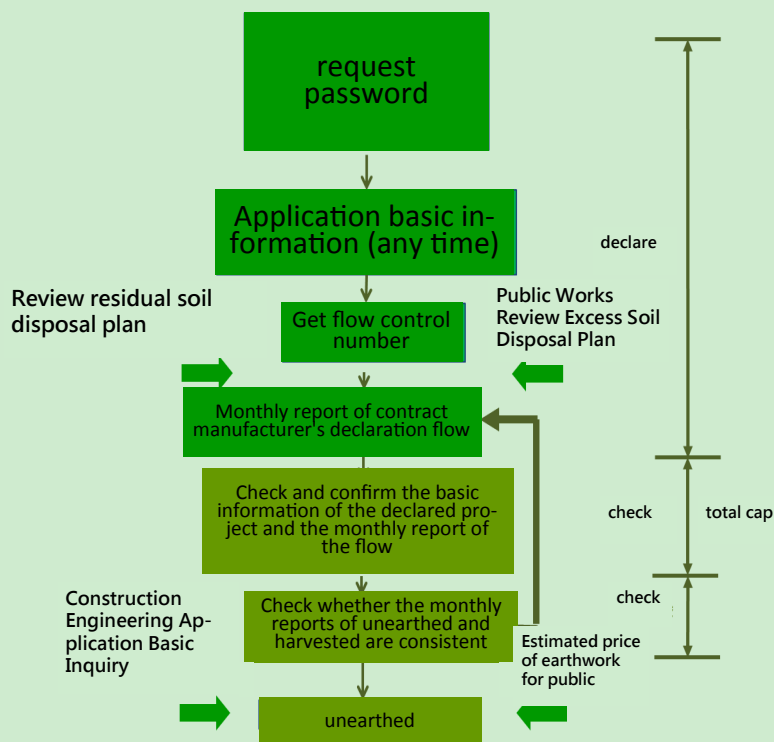 request
password
Application basic in-
formation (any time)
declare
Review residual soil
disposal plan
Get flow control
number
Public Works
Review Excess Soil
Disposal Plan
Monthly report of contract
manufacturer's declaration flow
Check and confirm the basic
information of the declared pro-
ject and the monthly report of
the flow
check
total cap
Construction
Engineering Ap-
plication Basic
Inquiry
Check whether the monthly
reports of unearthed and
harvested are consistent
check
Estimated price
of earthwork
for public
unearthed